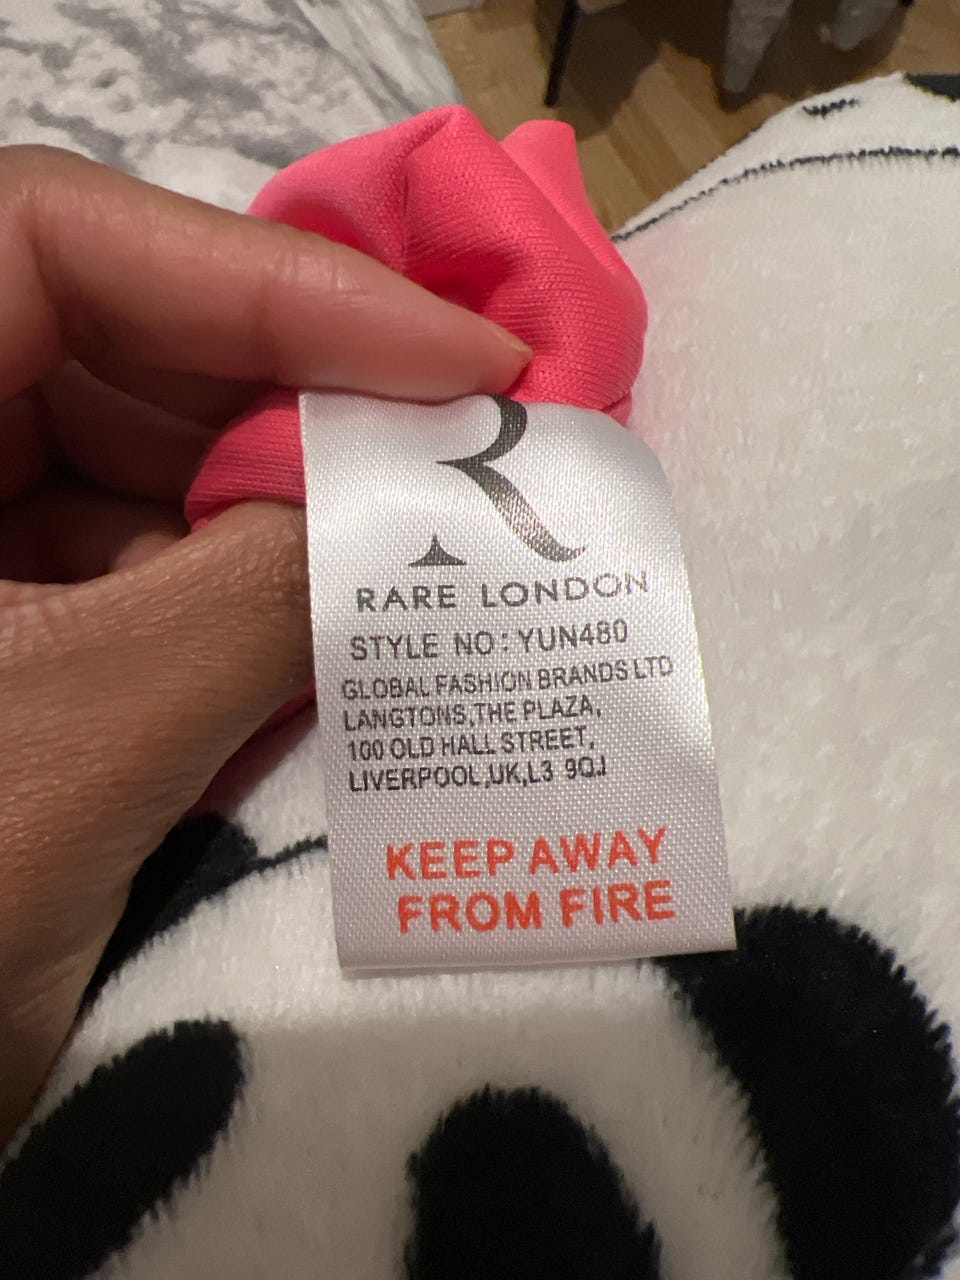 R
RARE LONDON
STYLE NO: YUN480
GLOBAL FASHION BRANDS LTD
LANGTONS,THE PLAZA,
100 OLD HALL STREET,
LIVERPOOL,UK,L3 9QJ
KEEP AWAY
FROM FIRE